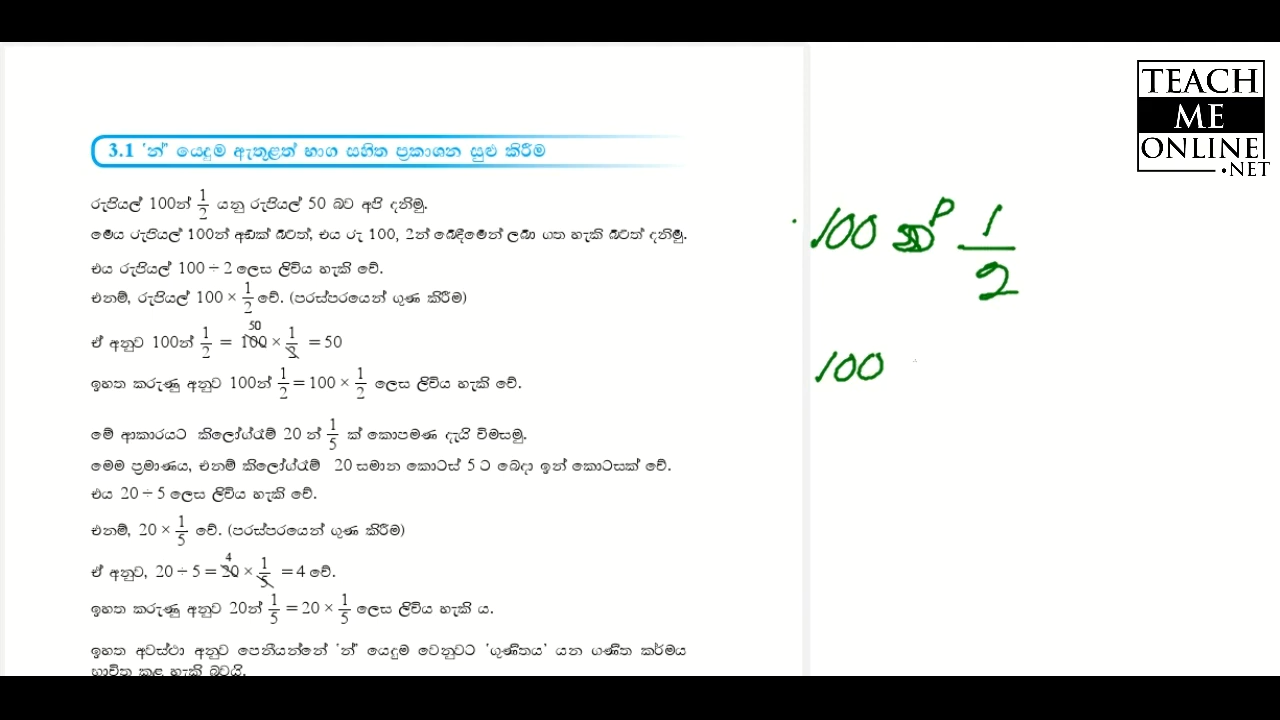 TEACH
ME
ONLINE
.NET
3.1 ‘න්’ යෙදුම ඇතුළත් භාග සහිත ප්‍රකාශන සුළු කිරීම
රුපියල් 100න් 1/2 යනු රුපියල් 50 බව අපි දනිමු.
මෙය රුපියල් 100න් අඩක් බවත්, එය රු 100, 2න් බෙදීමෙන් ලබා ගත හැකි බවත් දනිමු.
එය රුපියල් 100 ÷ 2 ලෙස ලිවිය හැකි වේ.
එනම්, රුපියල් 100 × 1/2 වේ. (පරස්පරයෙන් ගුණ කිරීම)
ඒ අනුව 100න් 1/2 = 100 50 × 1/2 = 50
ඉහත කරුණු අනුව 100න් 1/2 = 100 × 1/2 ලෙස ලිවිය හැකි වේ.
මේ ආකාරයට කිලෝග්රෑම් 20 න් 1/5 ක් කොපමණ දැයි විමසමු.
මෙම ප්‍රමාණය, එනම් කිලෝග්රෑම් 20 සමාන කොටස් 5 ට බෙදා ඉන් කොටසක් වේ.
එය 20 ÷ 5 ලෙස ලිවිය හැකි වේ.
එනම්, 20 × 1/5 වේ. (පරස්පරයෙන් ගුණ කිරීම)
ඒ අනුව, 20 ÷ 5 = 20 4 × 1/5 = 4 වේ.
ඉහත කරුණු අනුව 20න් 1/5 = 20 × 1/5 ලෙස ලිවිය හැකි ය.
ඉහත අවස්ථා අනුව පෙනීයන්නේ ‘න්’ යෙදුම වෙනුවට ‘ගුණිතය’ යන ගණිත කර්මය
භාවිත කළ හැකි බවයි.
100 න් 1/2
100